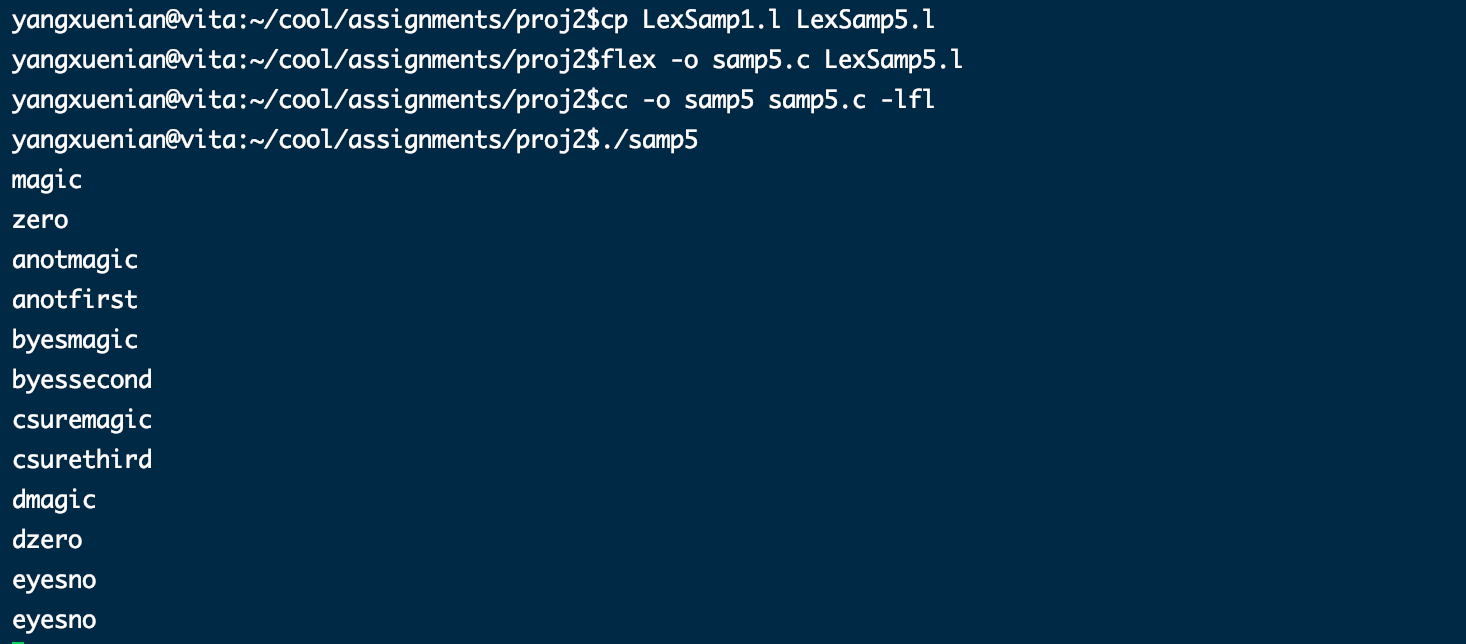 yangxuenian@vita:~/cool/assignments/proj2$cp LexSamp1.l LexSamp5.l
yangxuenian@vita:~/cool/assignments/proj2$flex -o samp5.c LexSamp5.l
yangxuenian@vita:~/cool/assignments/proj2$cc -o samp5 samp5.c -lfl
yangxuenian@vita:~/cool/assignments/proj2$./samp5
magic
zero
anotmagic
anotfirst
byesmagic
byessecond
csuremagic
csurethird
dmagic
dzero
eyesno
eyesno